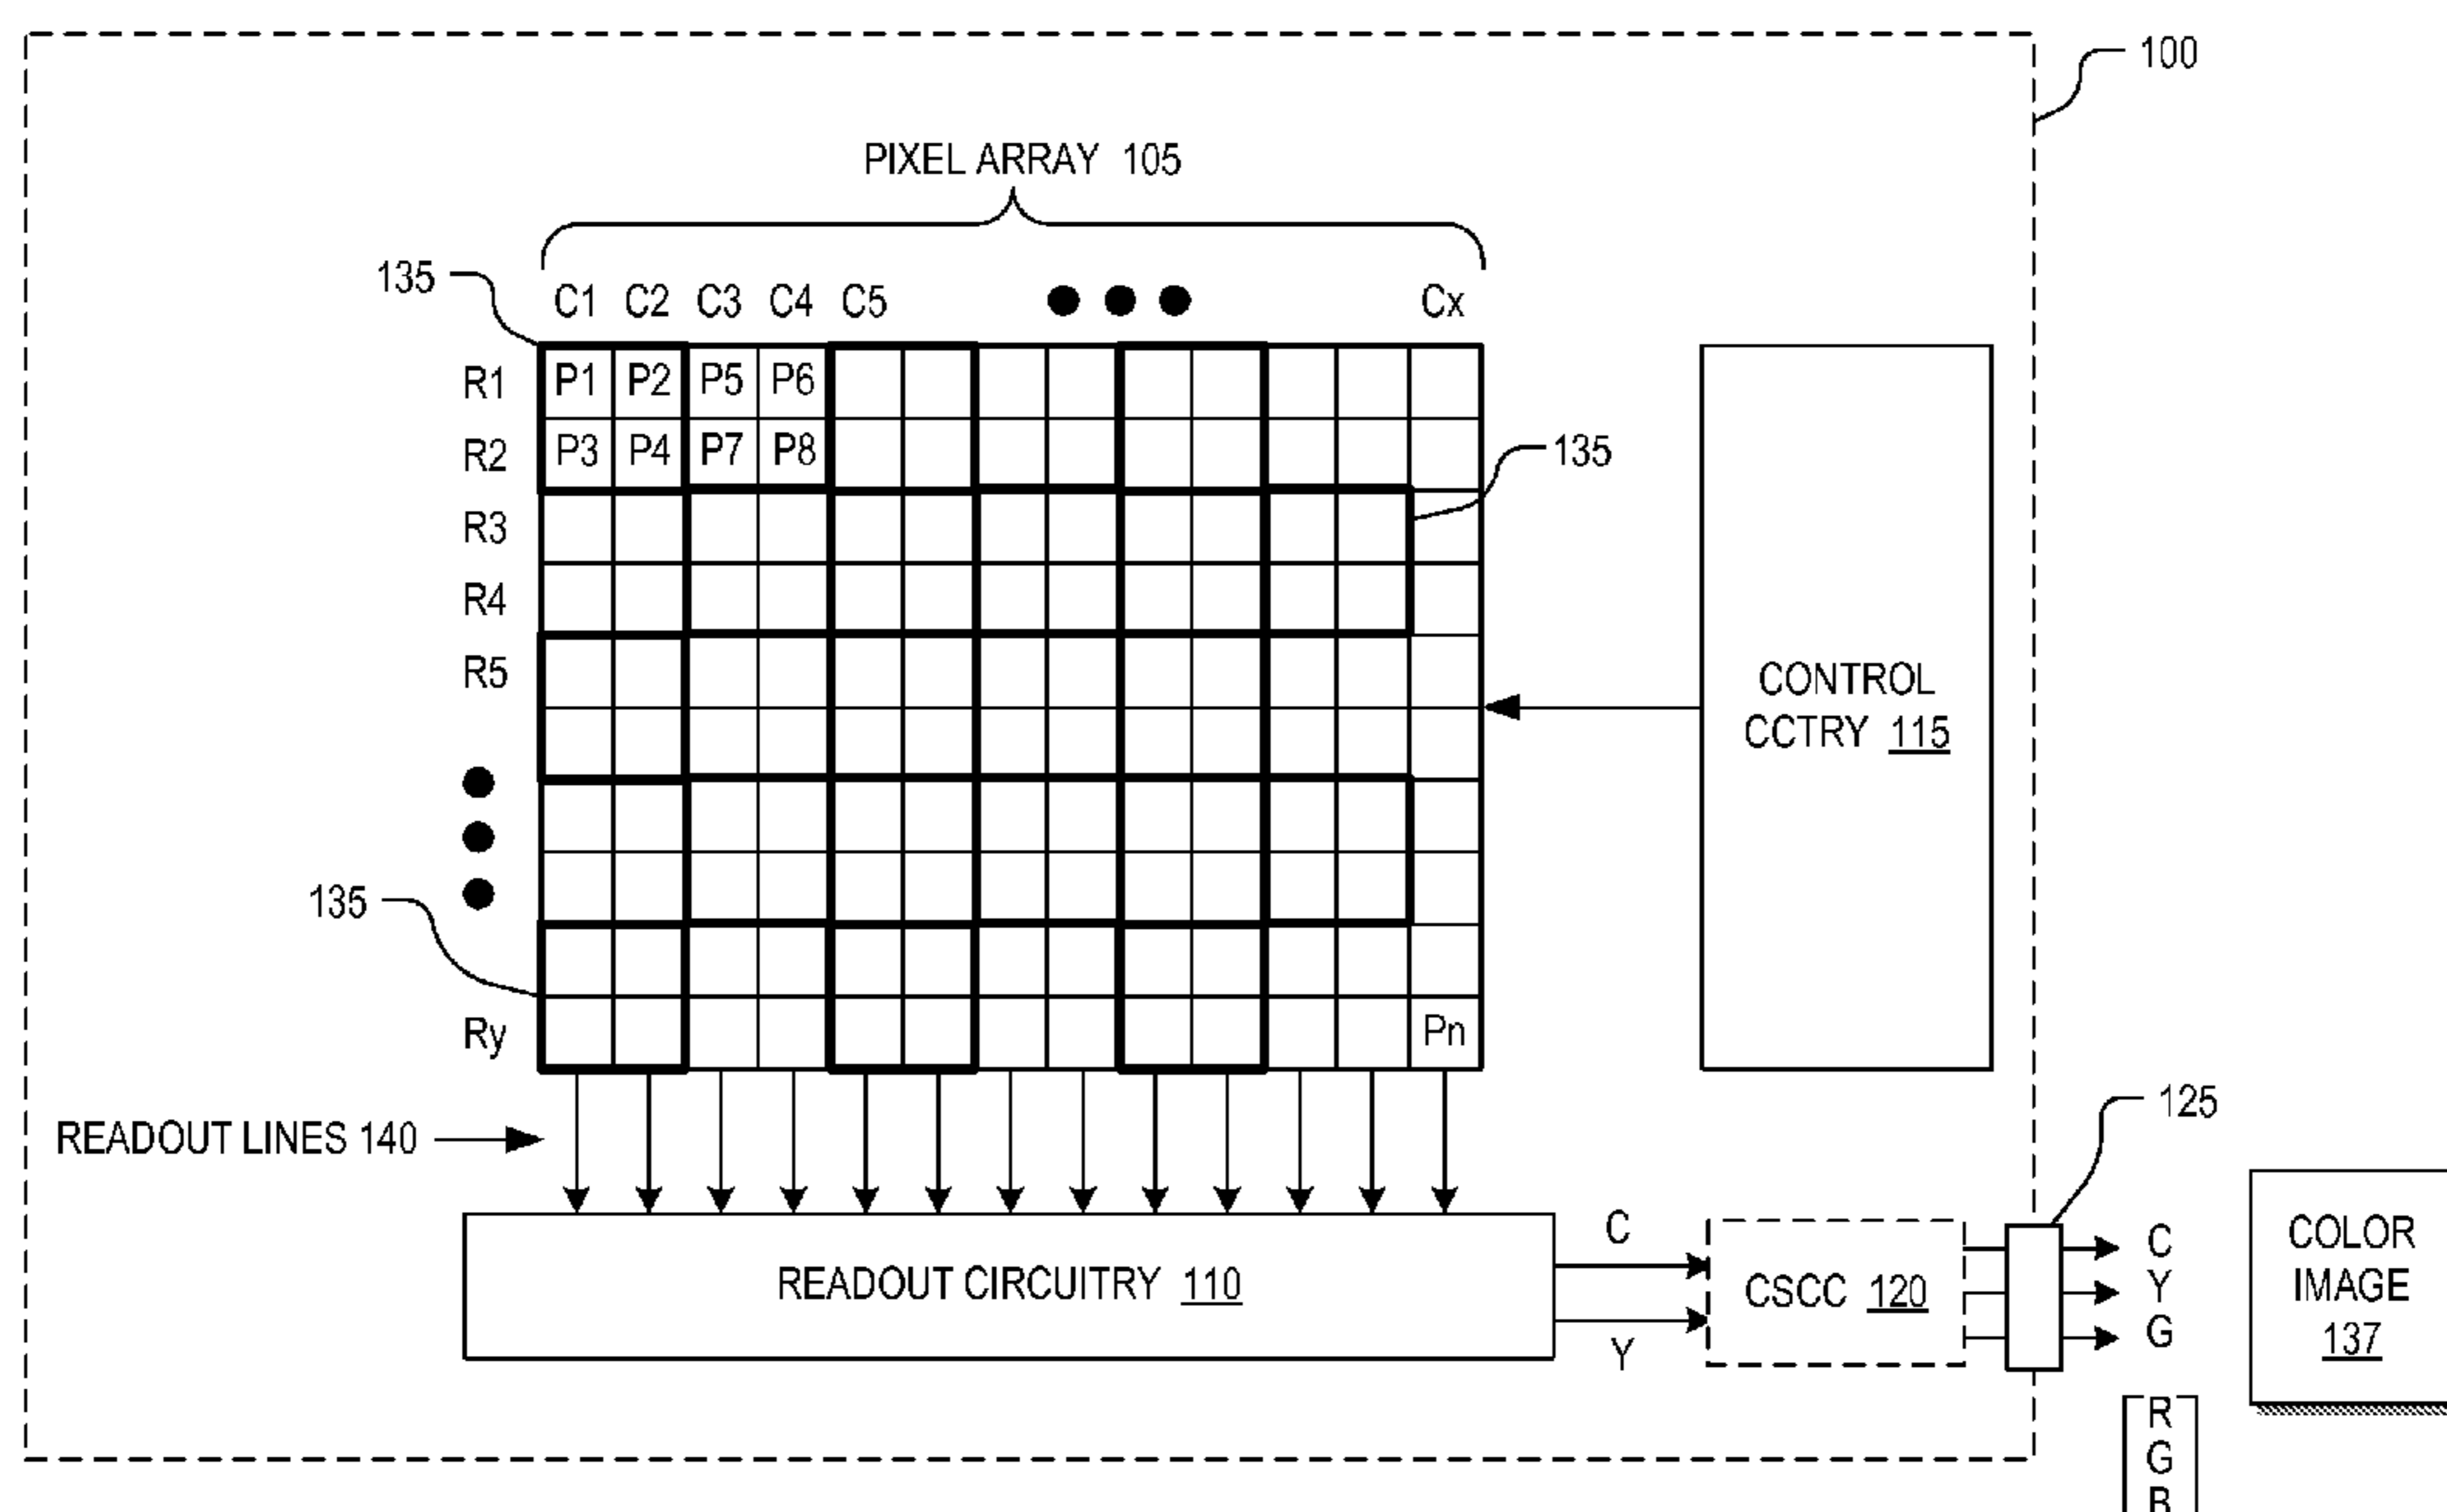 100
PIXEL ARRAY 105
135
C1 C2 C3 C4 C5 Cx
R1 P1 P2 P5 P6
R2 P3 P4 P7 P8
135
R3
R4
R5
CONTROL
CCTRY 115
135
Ry Pn
125
READOUT LINES 140
READOUT CIRCUITRY 110
C
Y
CSCC 120
C
Y
G
COLOR
IMAGE
137
R
G
B